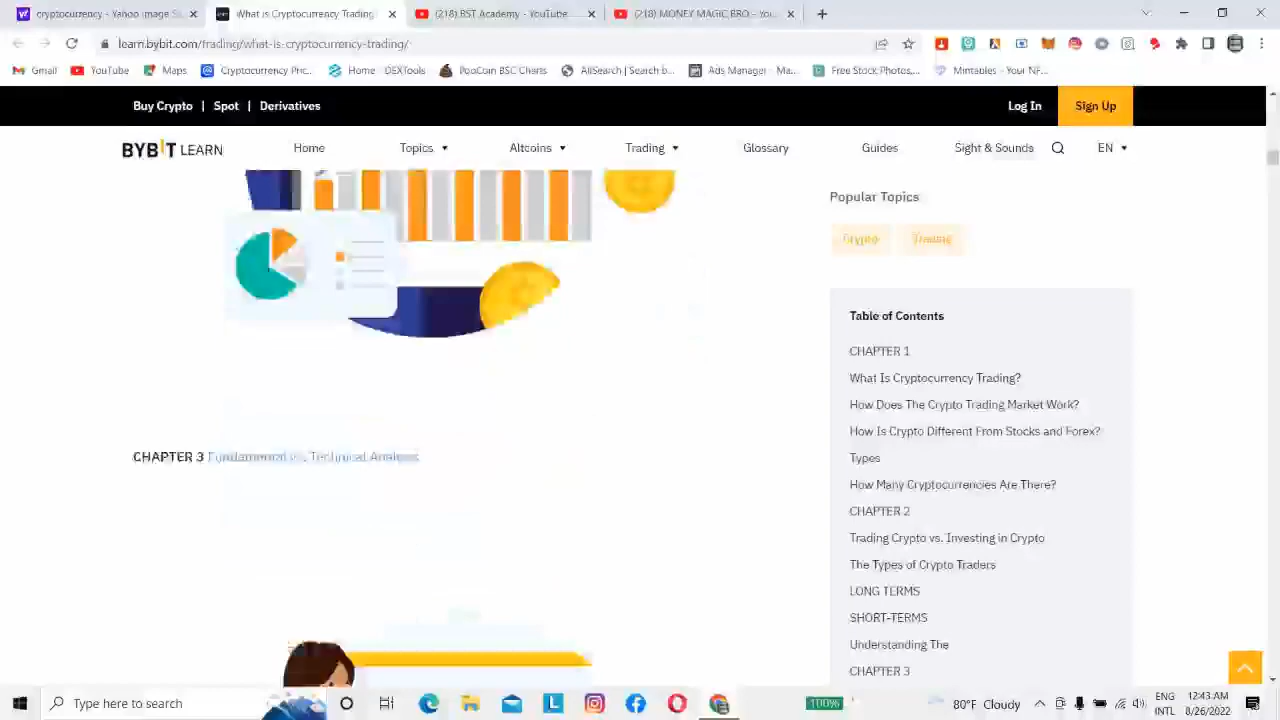 cryptocurrency - Yahoo Image S
What is Cryptocurrency Trading
(218) BST Academy - YouTube
(218) MONEY MAGIC BRO - You
learn.bybit.com/trading/what-is-cryptocurrency-trading/
Gmail
YouTube
Maps
Cryptocurrency Pric...
Home - DEXTools
PooCoin BSC Charts
AllSearch | Search b...
Ads Manager - Ma...
Free Stock Photos,...
Mintables - Your NF...
Buy Crypto | Spot | Derivatives
Log In
Sign Up
BYBIT LEARN
Home
Topics
Altcoins
Trading
Glossary
Guides
Sight & Sounds
EN
Popular Topics
Crypto
Trading
Table of Contents
CHAPTER 1
What Is Cryptocurrency Trading?
How Does The Crypto Trading Market Work?
How Is Crypto Different From Stocks and Forex?
CHAPTER 3 Fundamental vs. Technical Analysis
Types
How Many Cryptocurrencies Are There?
CHAPTER 2
Trading Crypto vs. Investing in Crypto
The Types of Crypto Traders
LONG TERMS
SHORT-TERMS
Understanding The
CHAPTER 3
Type here to search
100%
80°F Cloudy
ENG
INTL
12:43 AM
8/26/2022